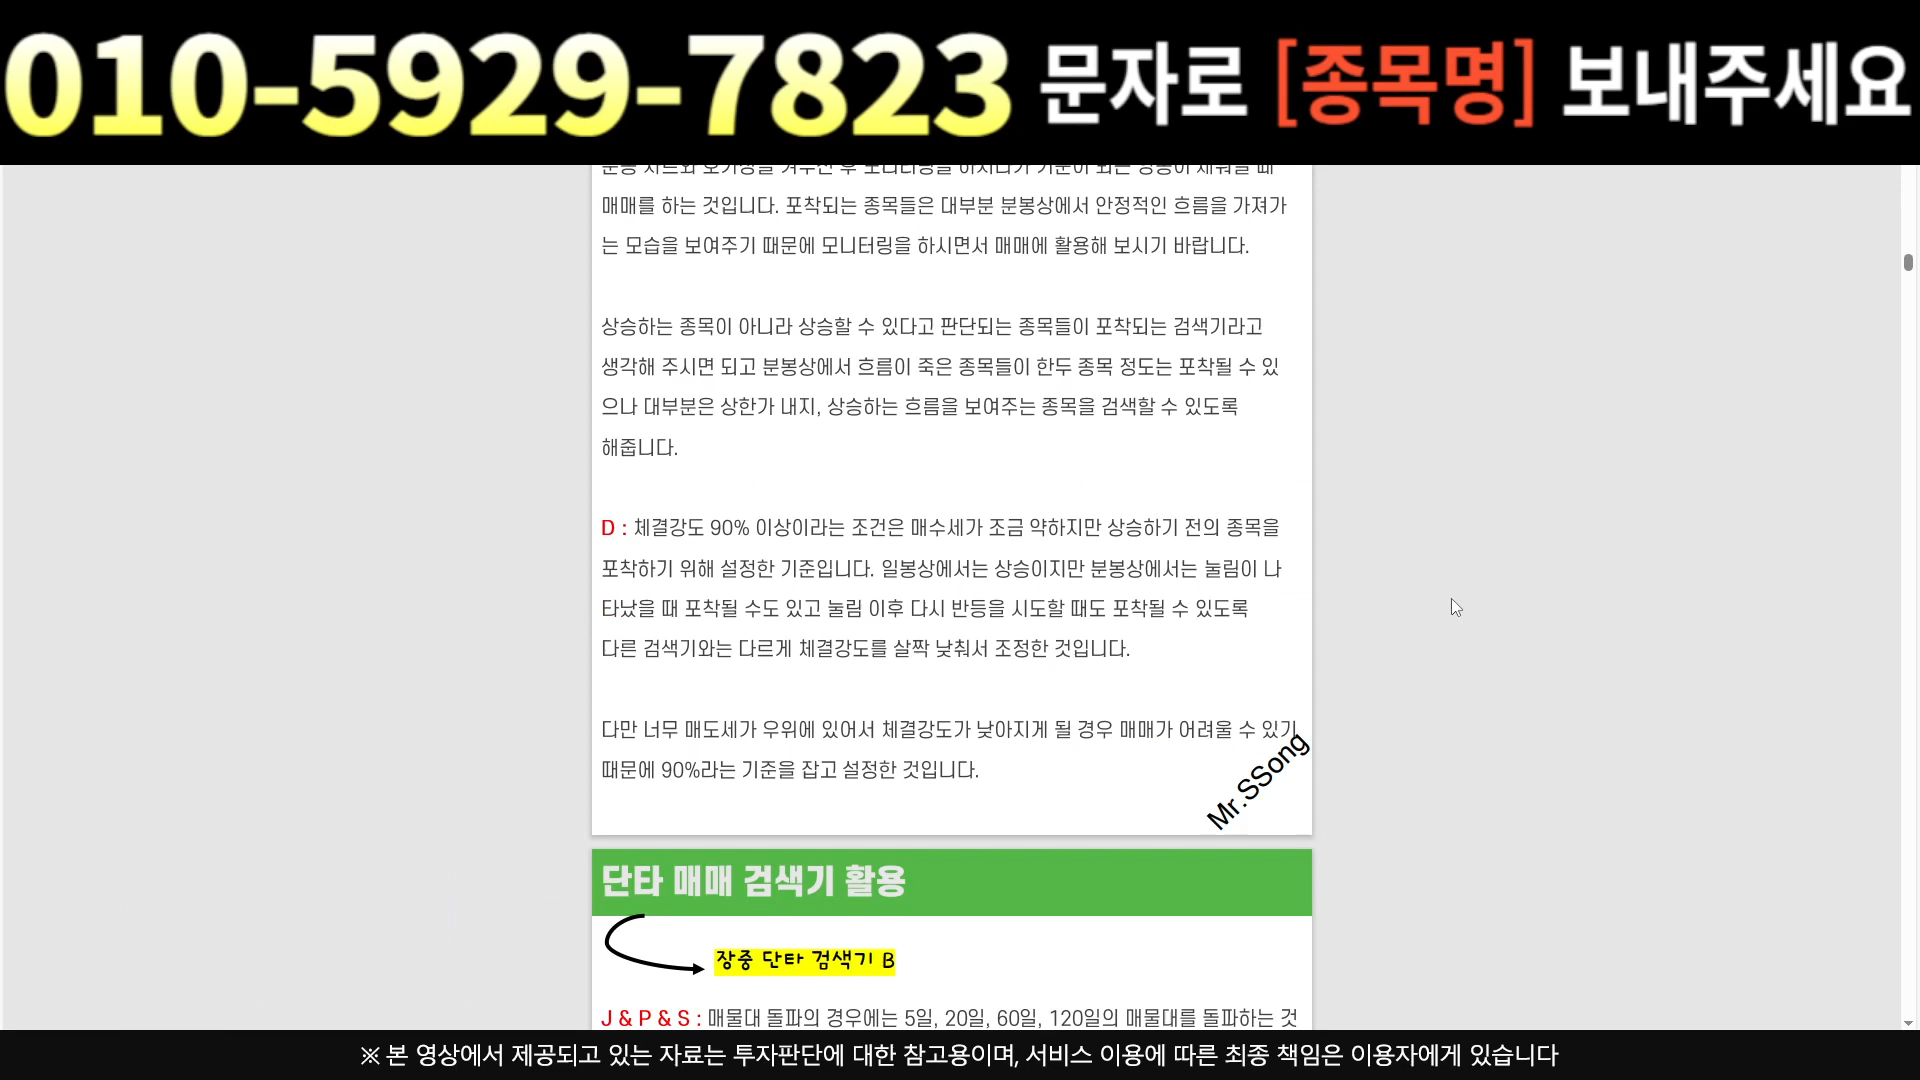 010-5929-7823 문자로 [종목명] 보내주세요
매매를 하는 것입니다. 포착되는 종목들은 대부분 분봉상에서 안정적인 흐름을 가져가
는 모습을 보여주기 때문에 모니터링을 하시면서 매매에 활용해 보시기 바랍니다.
상승하는 종목이 아니라 상승할 수 있다고 판단되는 종목들이 포착되는 검색기라고
생각해 주시면 되고 분봉상에서 흐름이 죽은 종목들이 한두 종목 정도는 포착될 수 있
으나 대부분은 상한가 내지, 상승하는 흐름을 보여주는 종목을 검색할 수 있도록
해줍니다.
D : 체결강도 90% 이상이라는 조건은 매수세가 조금 약하지만 상승하기 전의 종목을
포착하기 위해 설정한 기준입니다. 일봉상에서는 상승이지만 분봉상에서는 눌림이 나
타났을 때 포착될 수도 있고 눌림 이후 다시 반등을 시도할 때도 포착될 수 있도록
다른 검색기와는 다르게 체결강도를 살짝 낮춰서 조정한 것입니다.
다만 너무 매도세가 우위에 있어서 체결강도가 낮아지게 될 경우 매매가 어려울 수 있기
때문에 90%라는 기준을 잡고 설정한 것입니다.
Mr.SSong
단타 매매 검색기 활용
장중 단타 검색기 B
J & P & S : 매물대 돌파의 경우에는 5일, 20일, 60일, 120일의 매물대를 돌파하는 것
※ 본 영상에서 제공되고 있는 자료는 투자판단에 대한 참고용이며, 서비스 이용에 따른 최종 책임은 이용자에게 있습니다